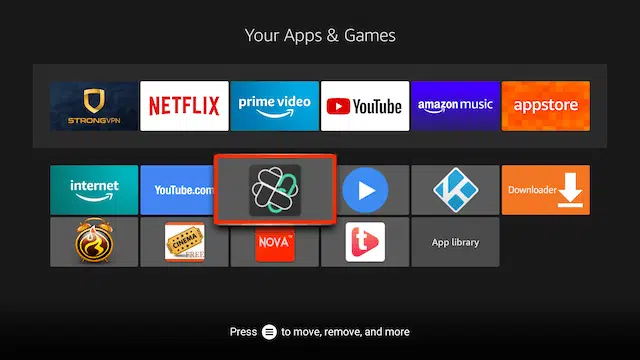 Your Apps & Games
STRONGVPN
NETFLIX
prime video
YouTube
amazon music
appstore
internet
YouTube.com
Downloader
CINEMA
FREE
NOVA
t
App library
Press to move, remove, and more